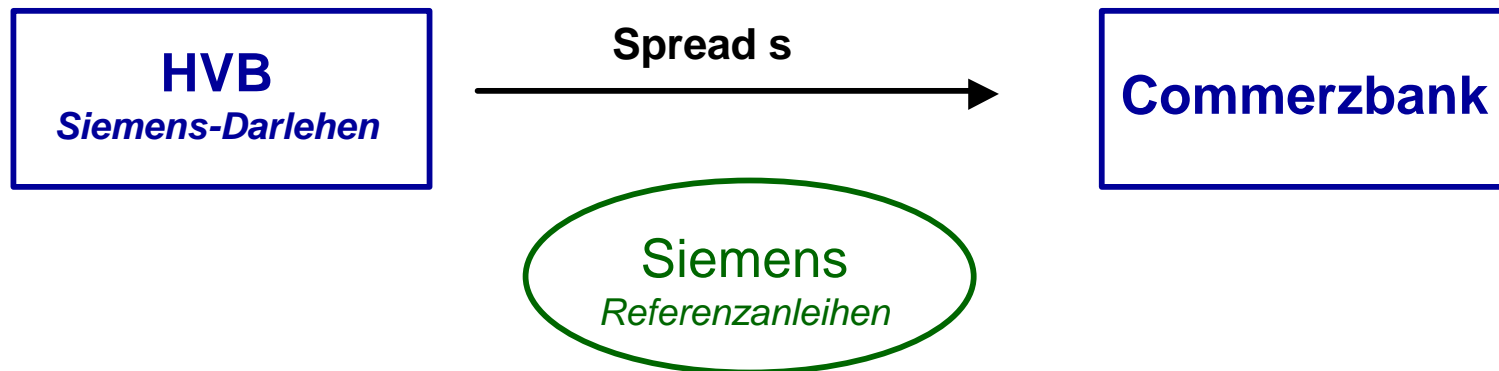 Spread s
HVB
Siemens-Darlehen
Commerzbank
Siemens
Referenzanleihen